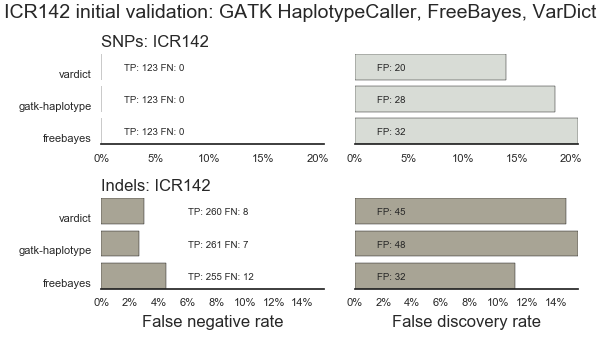 ICR142 initial validation: GATK HaplotypeCaller, FreeBayes, VarDict
SNPs: ICR142
vardict TP: 123 FN: 0 FP: 20
gatk-haplotype TP: 123 FN: 0 FP: 28
freebayes TP: 123 FN: 0 FP: 32
0% 5% 10% 15% 20% 0% 5% 10% 15% 20%
Indels: ICR142
vardict TP: 260 FN: 8 FP: 45
gatk-haplotype TP: 261 FN: 7 FP: 48
freebayes TP: 255 FN: 12 FP: 32
0% 2% 4% 6% 8% 10% 12% 14% 0% 2% 4% 6% 8% 10% 12% 14%
False negative rate False discovery rate